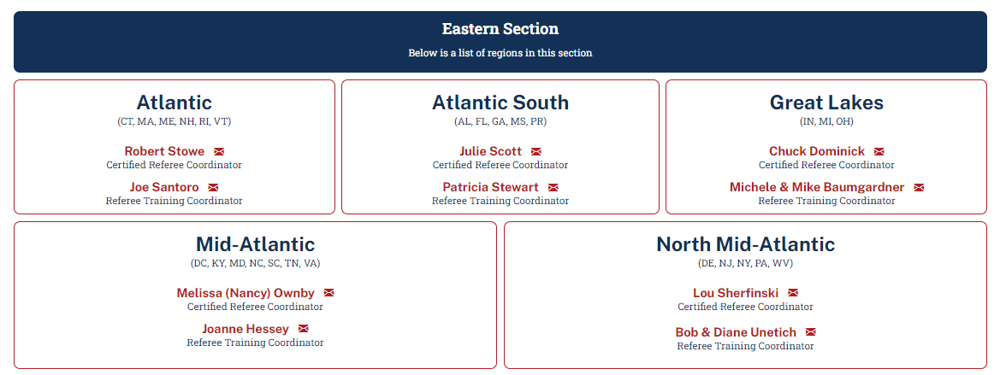 Eastern Section
Below is a list of regions in this section
Atlantic
(CT, MA, ME, NH, RI, VT)
Robert Stowe
Certified Referee Coordinator
Joe Santoro
Referee Training Coordinator
Atlantic South
(AL, FL, GA, MS, PR)
Julie Scott
Certified Referee Coordinator
Patricia Stewart
Referee Training Coordinator
Great Lakes
(IN, MI, OH)
Chuck Dominick
Certified Referee Coordinator
Michele & Mike Baumgardner
Referee Training Coordinator
Mid-Atlantic
(DC, KY, MD, NC, SC, TN, VA)
Melissa (Nancy) Ownby
Certified Referee Coordinator
Joanne Hessey
Referee Training Coordinator
North Mid-Atlantic
(DE, NJ, NY, PA, WV)
Lou Sherfinski
Certified Referee Coordinator
Bob & Diane Unetich
Referee Training Coordinator